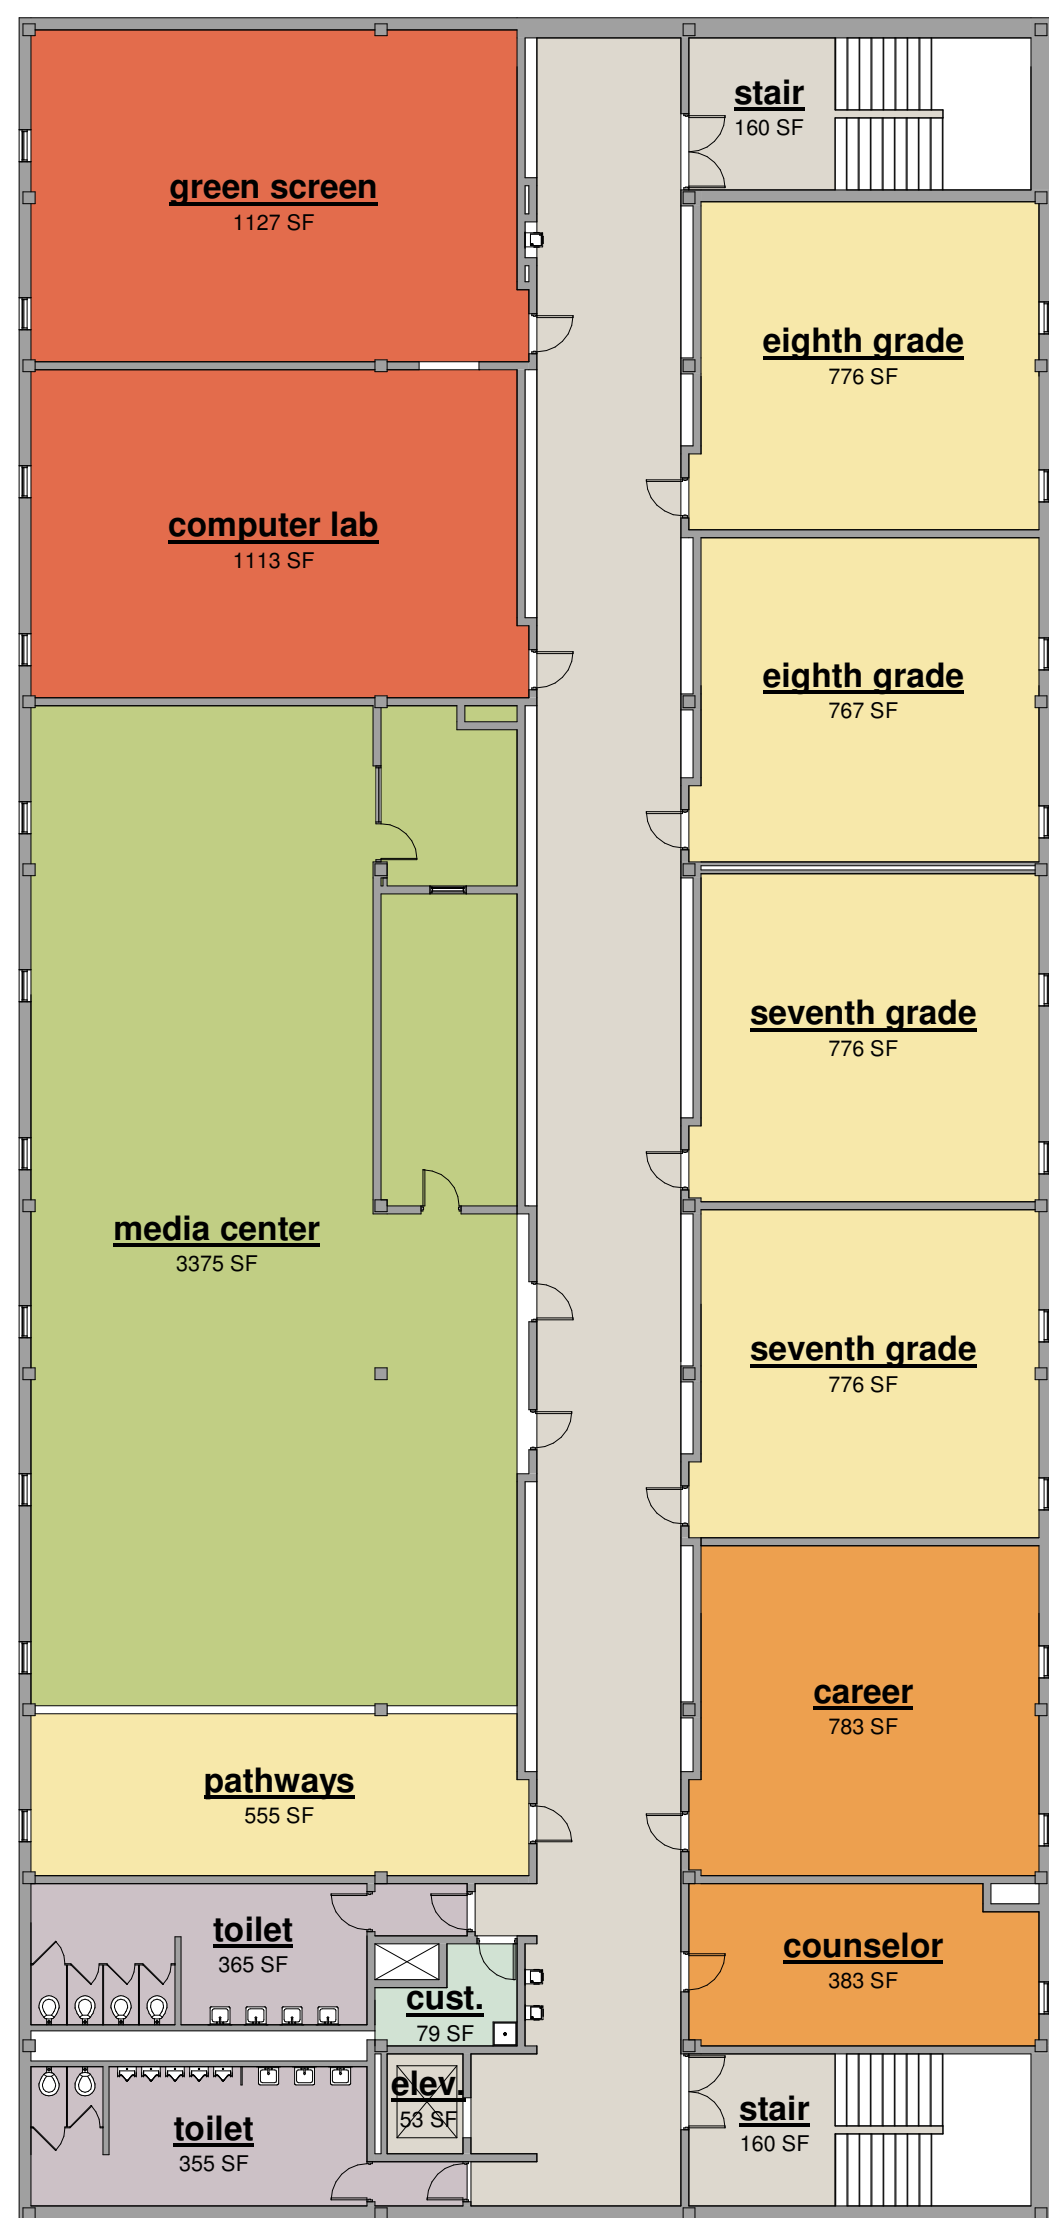 stair
160 SF
green screen
1127 SF
eighth grade
776 SF
computer lab
1113 SF
eighth grade
767 SF
seventh grade
776 SF
media center
3375 SF
seventh grade
776 SF
career
783 SF
pathways
555 SF
toilet
365 SF
counselor
383 SF
cust.
79 SF
elev.
53 SF
stair
160 SF
toilet
355 SF